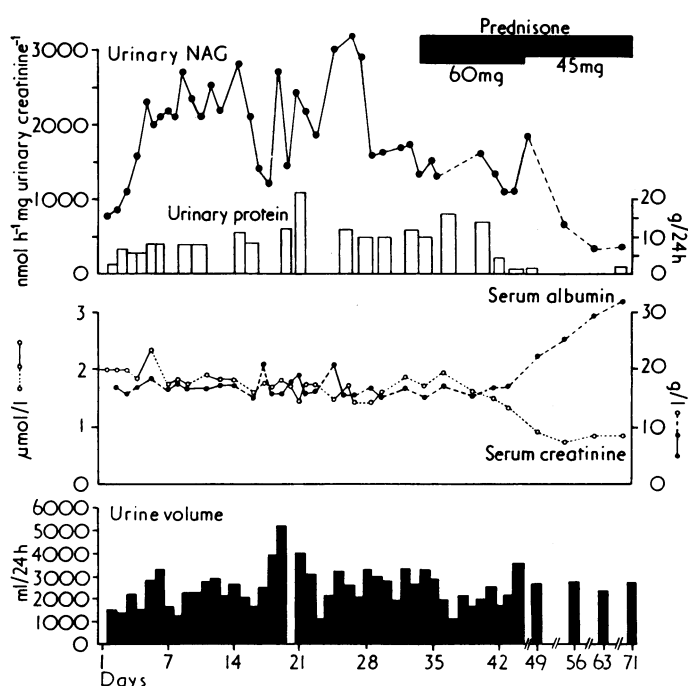 Prednisone
60mg
45mg
Urinary NAG
nmol h⁻¹ mg urinary creatinine⁻¹
3000
2000
1000
0
Urinary protein
20
10
0
g/24h
Serum albumin
3
2
1
0
µmol/l
30
20
10
0
g/l
Serum creatinine
Urine volume
6000
5000
4000
3000
2000
1000
0
ml/24h
1 7 14 21 28 35 42 49 56 63 71
Days